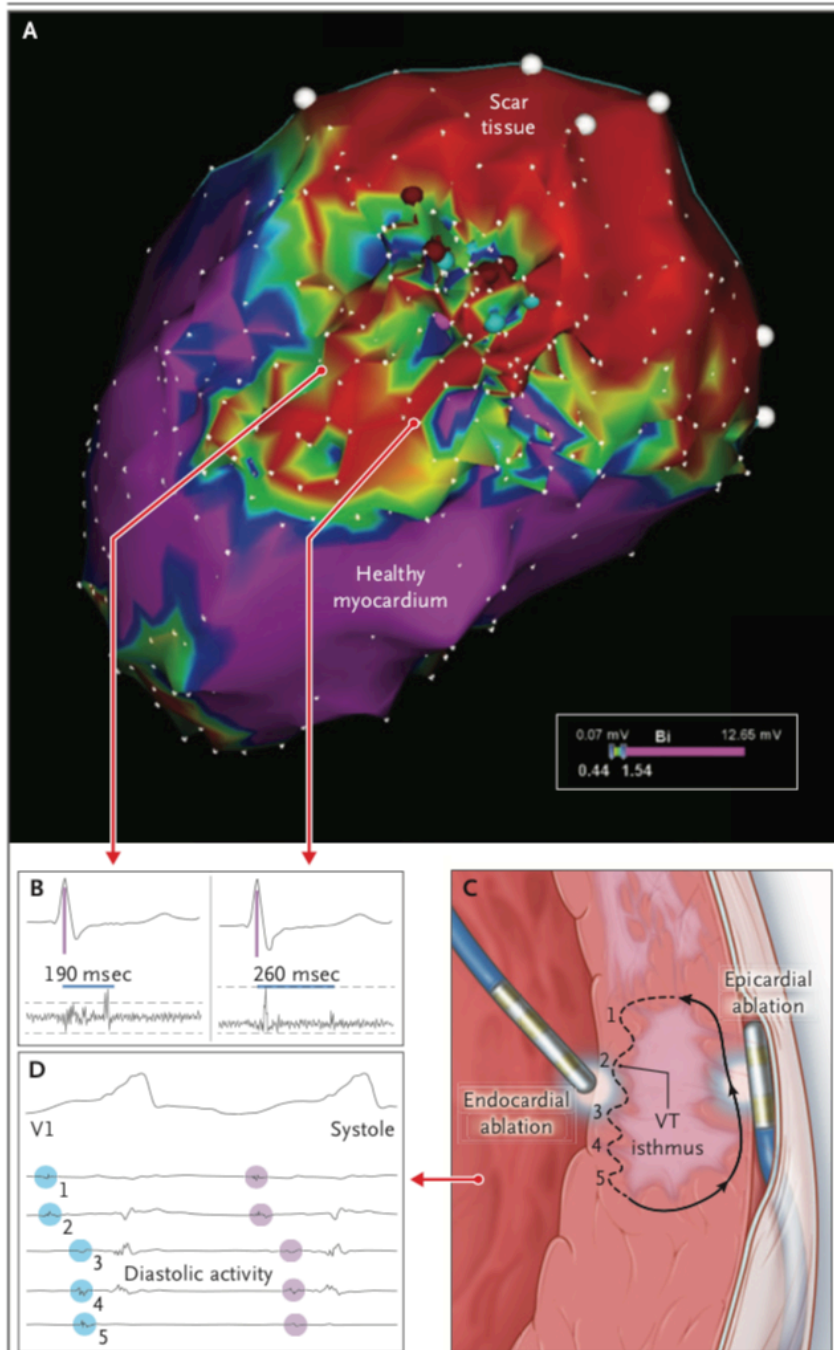 A
Scar
tissue
Healthy
myocardium
0.07 mV Bi 12.65 mV
0.44 1.54
B
190 msec
260 msec
C
Epicardial
ablation
1
2
Endocardial
ablation
3
VT
isthmus
4
5
D
V1
Systole
1
2
3
Diastolic activity
4
5